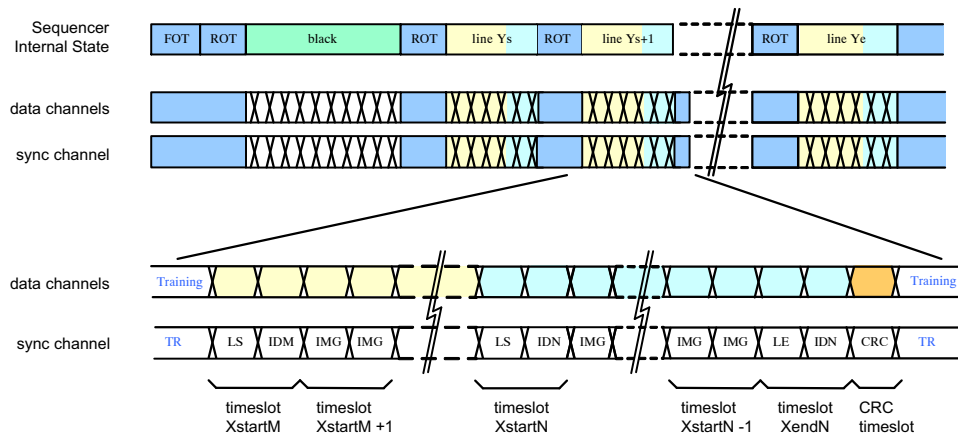 Sequencer
Internal State
FOT ROT black ROT line Ys ROT line Ys+1 ROT line Ye
data channels
sync channel
data channels
Training Training
sync channel
TR LS IDM IMG IMG LS IDN IMG IMG IMG LE IDN CRC TR
timeslot timeslot timeslot timeslot timeslot CRC
XstartM XstartM +1 XstartN XstartN -1 XendN timeslot